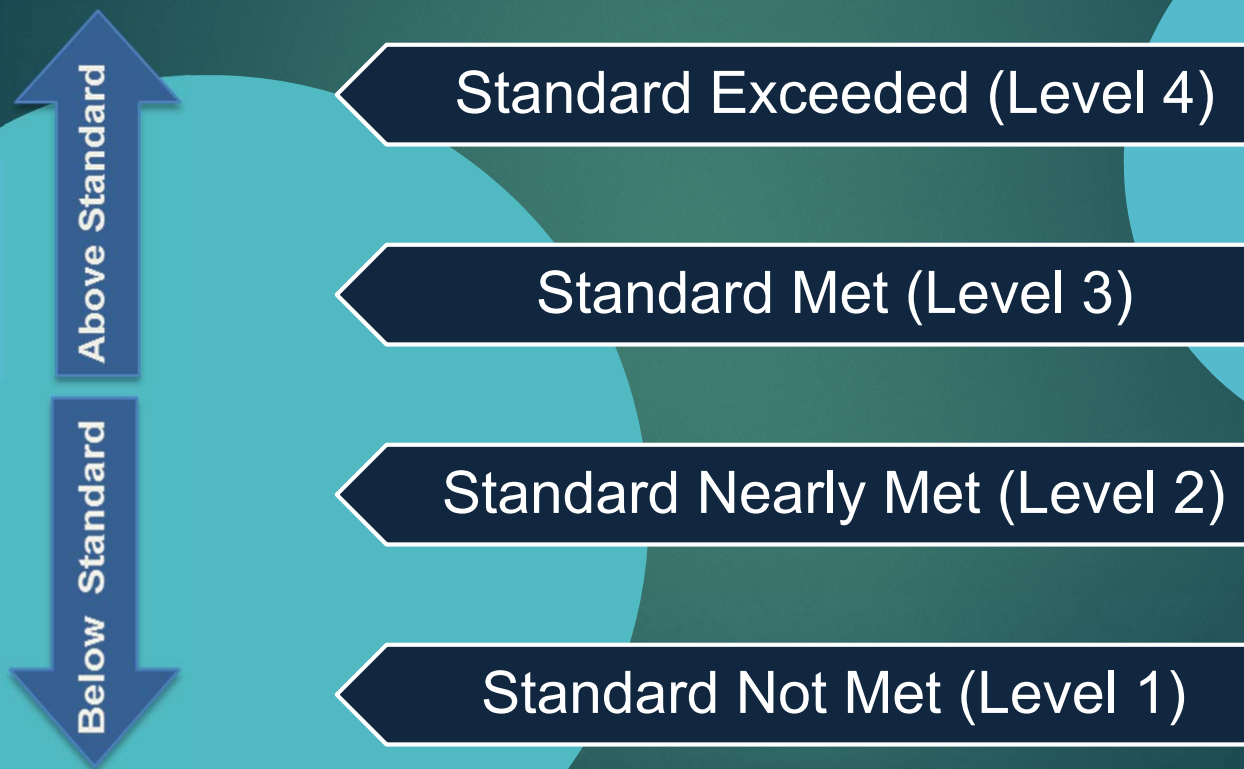 Above Standard
Below Standard
Standard Exceeded (Level 4)
Standard Met (Level 3)
Standard Nearly Met (Level 2)
Standard Not Met (Level 1)